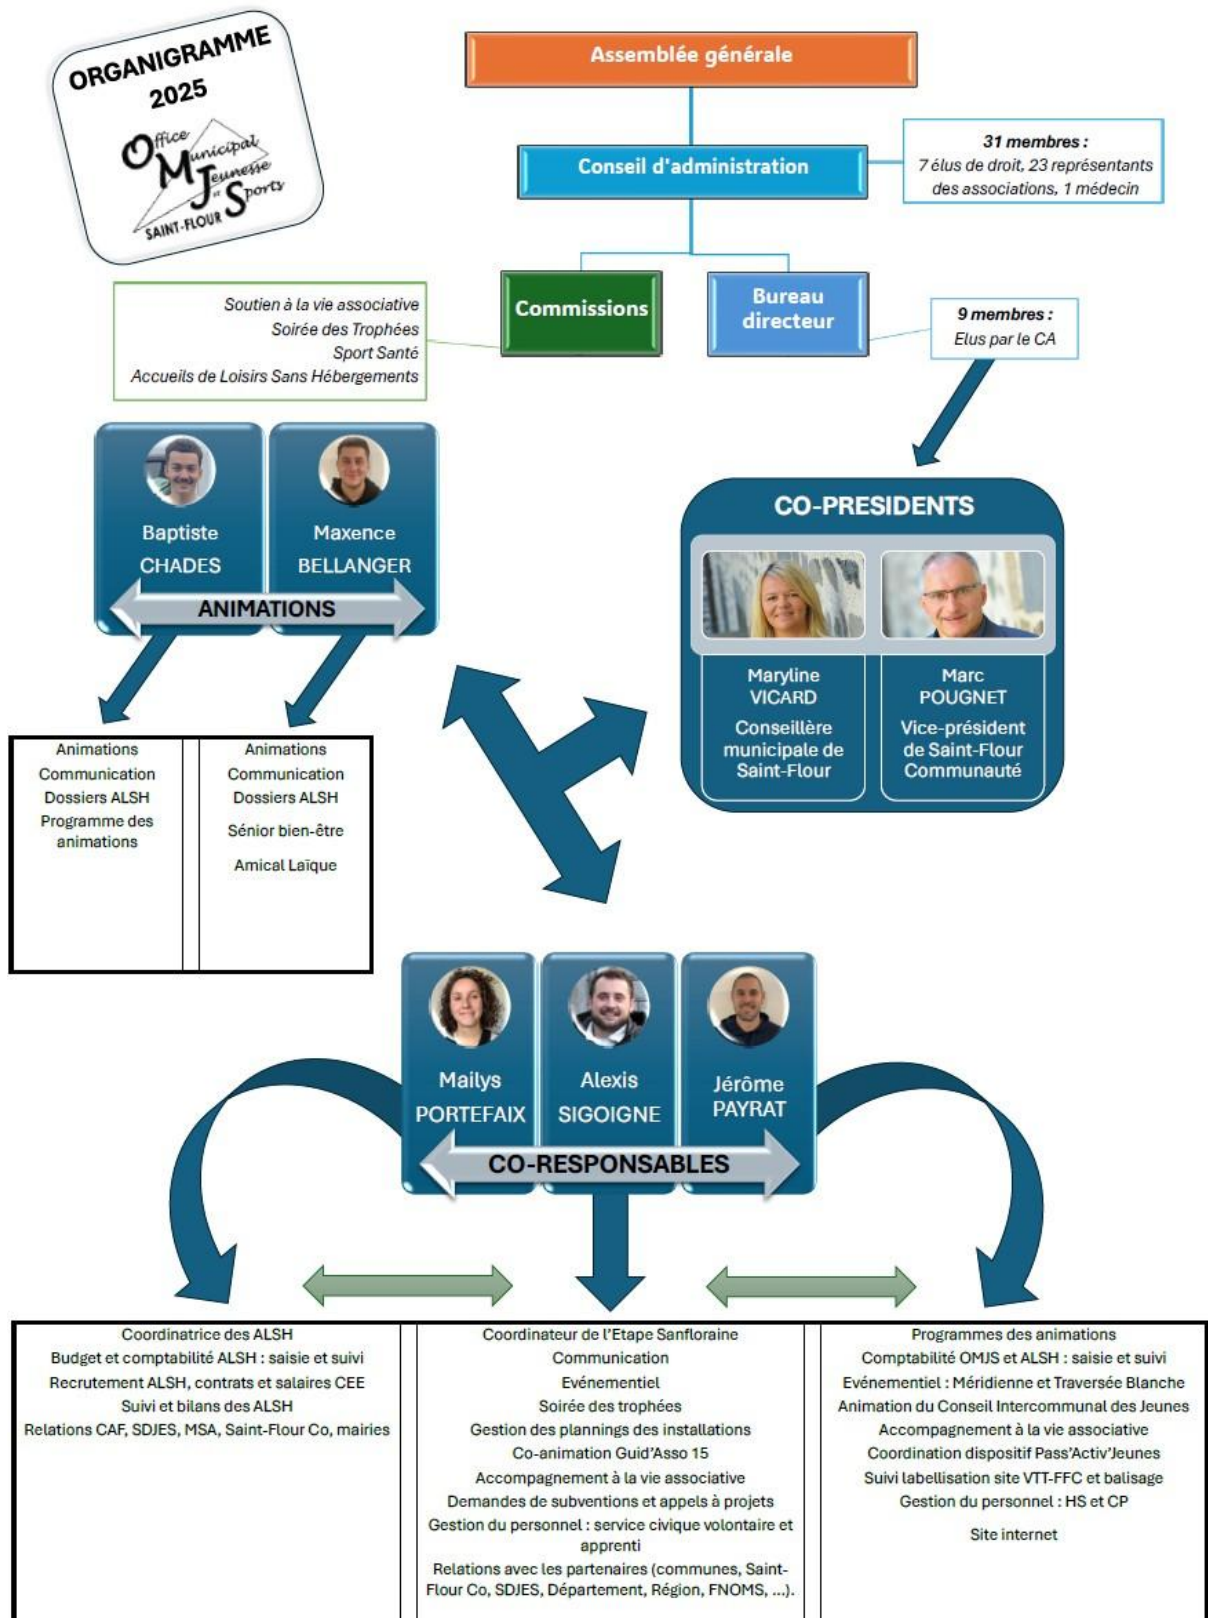 ORGANIGRAMME
2025
Office
Municipal
Jeunesse
et
Sports
SAINT-FLOUR
Assemblée générale
Conseil d'administration
31 membres :
7 élus de droit, 23 représentants
des associations, 1 médecin
Commissions
Bureau
directeur
Soutien à la vie associative
Soirée des Trophées
Sport Santé
Accueils de Loisirs Sans Hébergements
9 membres :
Elus par le CA
Baptiste
CHADES
Maxence
BELLANGER
ANIMATIONS
CO-PRESIDENTS
Maryline
VICARD
Conseillère
municipale de
Saint-Flour
Marc
POUGNET
Vice-président
de Saint-Flour
Communauté
Animations
Communication
Dossiers ALSH
Programme des
animations
Animations
Communication
Dossiers ALSH
Sénior bien-être
Amical Laïque
Mailys
PORTEFAIX
Alexis
SIGOIGNE
Jérôme
PAYRAT
CO-RESPONSABLES
Coordinatrice des ALSH
Budget et comptabilité ALSH : saisie et suivi
Recrutement ALSH, contrats et salaires CEE
Suivi et bilans des ALSH
Relations CAF, SDJES, MSA, Saint-Flour Co, mairies
Coordinateur de l'Etape Sanfloraine
Communication
Evénementiel
Soirée des trophées
Gestion des plannings des installations
Co-animation Guid'Asso 15
Accompagnement à la vie associative
Demandes de subventions et appels à projets
Gestion du personnel : service civique volontaire et
apprenti
Relations avec les partenaires (communes, Saint-
Flour Co, SDJES, Département, Région, FNOMS, ...).
Programmes des animations
Comptabilité OMJS et ALSH : saisie et suivi
Evénementiel : Méridienne et Traversée Blanche
Animation du Conseil Intercommunal des Jeunes
Accompagnement à la vie associative
Coordination dispositif Pass'Activ'Jeunes
Suivi labellisation site VTT-FFC et balisage
Gestion du personnel : HS et CP
Site internet